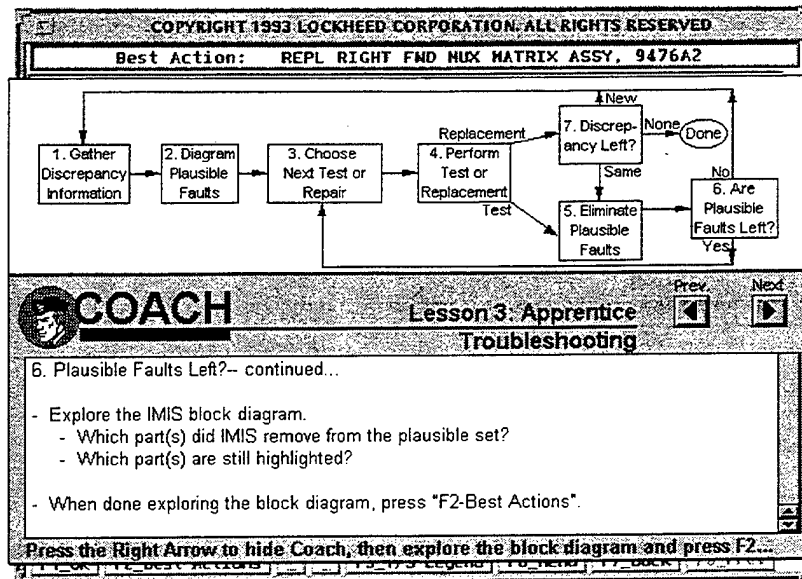 COPYRIGHT 1993 LOCKHEED CORPORATION. ALL RIGHTS RESERVED
Best Action: REPL RIGHT FWD MUX MATRIX ASSY, 9476A2
1. Gather
Discrepancy
Information
2. Diagram
Plausible
Faults
3. Choose
Next Test or
Repair
4. Perform
Test or
Replacement
Replacement
Test
7. Discrep-
ancy Left?
New
None
Done
Same
5. Eliminate
Plausible
Faults
6. Are
Plausible
Faults Left?
No
Yes
COACH
Lesson 3: Apprentice
Troubleshooting
Prev.
Next
6. Plausible Faults Left?-- continued...
- Explore the IMIS block diagram.
- Which part(s) did IMIS remove from the plausible set?
- Which part(s) are still highlighted?
- When done exploring the block diagram, press "F2-Best Actions".
Press the Right Arrow to hide Coach, then explore the block diagram and press F2...